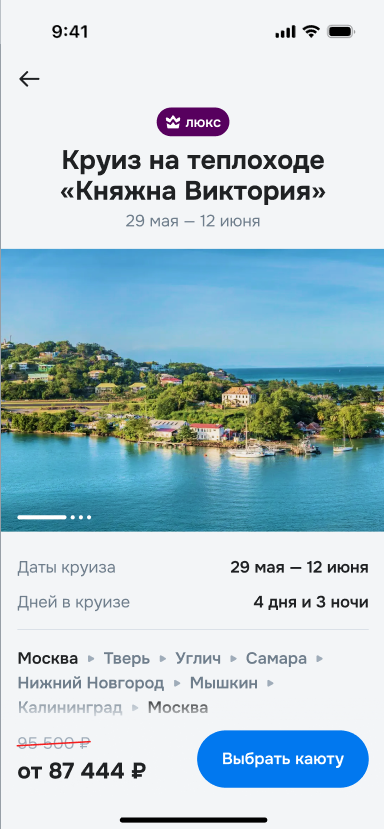 9:41
люкс
Круиз на теплоходе
«Княжна Виктория»
29 мая — 12 июня
Даты круиза 29 мая — 12 июня
Дней в круизе 4 дня и 3 ночи
Москва ▸ Тверь ▸ Углич ▸ Самара ▸
Нижний Новгород ▸ Мышкин ▸
Калининград ▸ Москва
95 500 ₽
от 87 444 ₽
Выбрать каюту